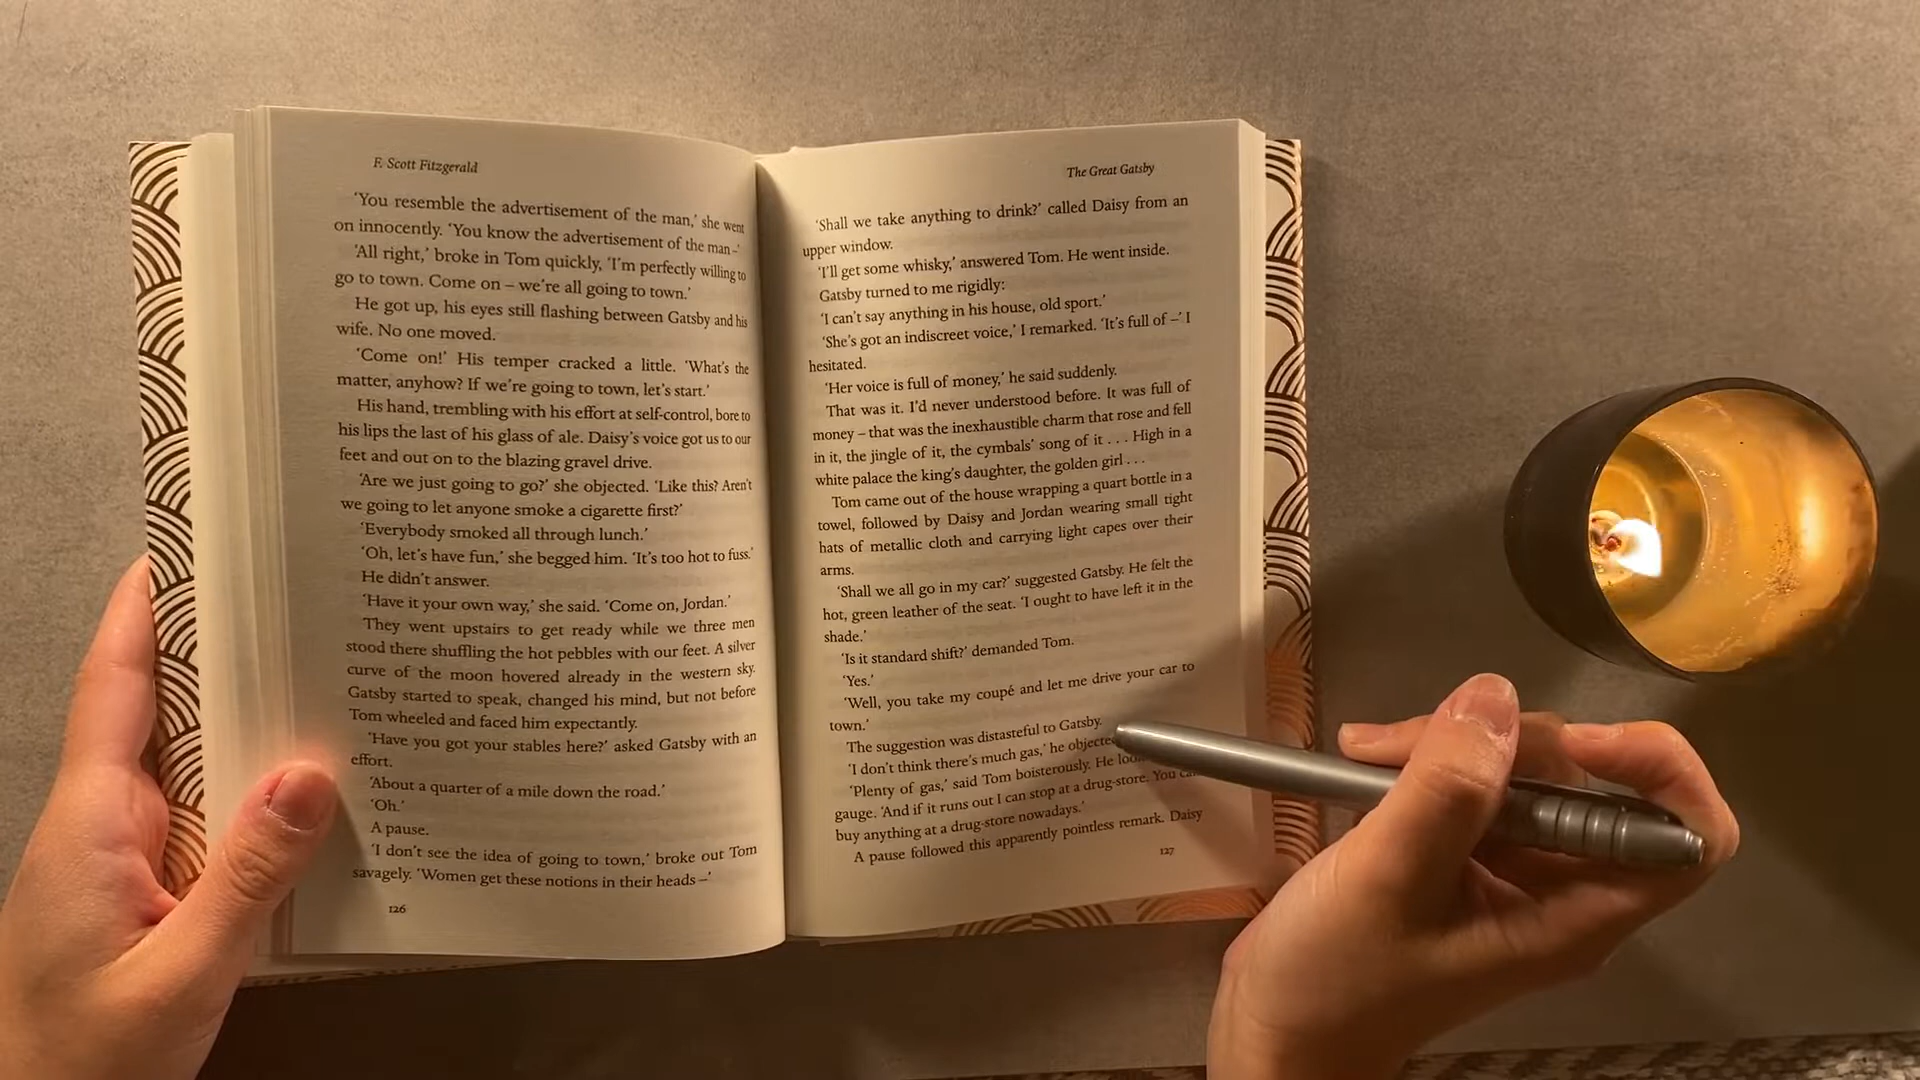 F. Scott Fitzgerald
‘You resemble the advertisement of the man,’ she went
on innocently. ‘You know the advertisement of the man –’
‘All right,’ broke in Tom quickly, ‘I’m perfectly willing to
go to town. Come on – we’re all going to town.’
He got up, his eyes still flashing between Gatsby and his
wife. No one moved.
‘Come on!’ His temper cracked a little. ‘What’s the
matter, anyhow? If we’re going to town, let’s start.’
His hand, trembling with his effort at self-control, bore to
his lips the last of his glass of ale. Daisy’s voice got us to our
feet and out on to the blazing gravel drive.
‘Are we just going to go?’ she objected. ‘Like this? Aren’t
we going to let anyone smoke a cigarette first?’
‘Everybody smoked all through lunch.’
‘Oh, let’s have fun,’ she begged him. ‘It’s too hot to fuss.’
He didn’t answer.
‘Have it your own way,’ she said. ‘Come on, Jordan.’
They went upstairs to get ready while we three men
stood there shuffling the hot pebbles with our feet. A silver
curve of the moon hovered already in the western sky.
Gatsby started to speak, changed his mind, but not before
Tom wheeled and faced him expectantly.
‘Have you got your stables here?’ asked Gatsby with an
effort.
‘About a quarter of a mile down the road.’
‘Oh.’
A pause.
‘I don’t see the idea of going to town,’ broke out Tom
savagely. ‘Women get these notions in their heads –’
126
The Great Gatsby
‘Shall we take anything to drink?’ called Daisy from an
upper window.
‘I’ll get some whisky,’ answered Tom. He went inside.
Gatsby turned to me rigidly:
‘I can’t say anything in his house, old sport.’
‘She’s got an indiscreet voice,’ I remarked. ‘It’s full of –’ I
hesitated.
‘Her voice is full of money,’ he said suddenly.
That was it. I’d never understood before. It was full of
money – that was the inexhaustible charm that rose and fell
in it, the jingle of it, the cymbals’ song of it . . . High in a
white palace the king’s daughter, the golden girl . . .
Tom came out of the house wrapping a quart bottle in a
towel, followed by Daisy and Jordan wearing small tight
hats of metallic cloth and carrying light capes over their
arms.
‘Shall we all go in my car?’ suggested Gatsby. He felt the
hot, green leather of the seat. ‘I ought to have left it in the
shade.’
‘Is it standard shift?’ demanded Tom.
‘Yes.’
‘Well, you take my coupé and let me drive your car to
town.’
The suggestion was distasteful to Gatsby.
‘I don’t think there’s much gas,’ he objected
‘Plenty of gas,’ said Tom boisterously. He
gauge. ‘And if it runs out I can stop at a drug-store. You
buy anything at a drug-store nowadays.’
A pause followed this apparently pointless remark. Daisy
127